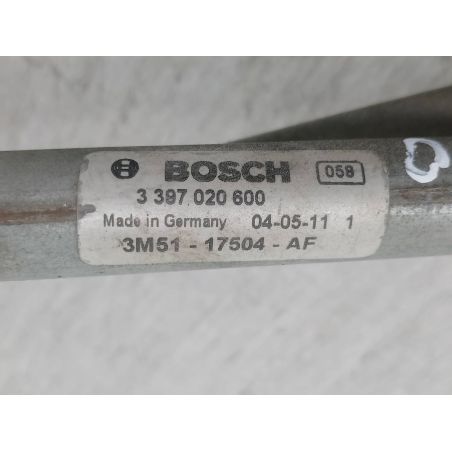 BOSCH 058
3 397 020 600
Made in Germany 04-05-11 1
3M51 - 17504 - AF